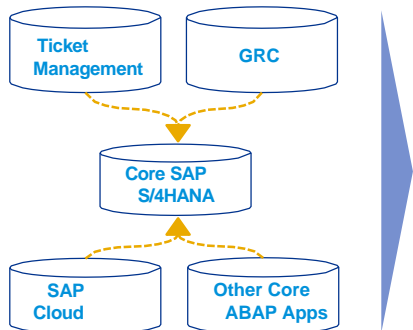 Ticket
Management
GRC
Core SAP
S/4HANA
SAP
Cloud
Other Core
ABAP Apps